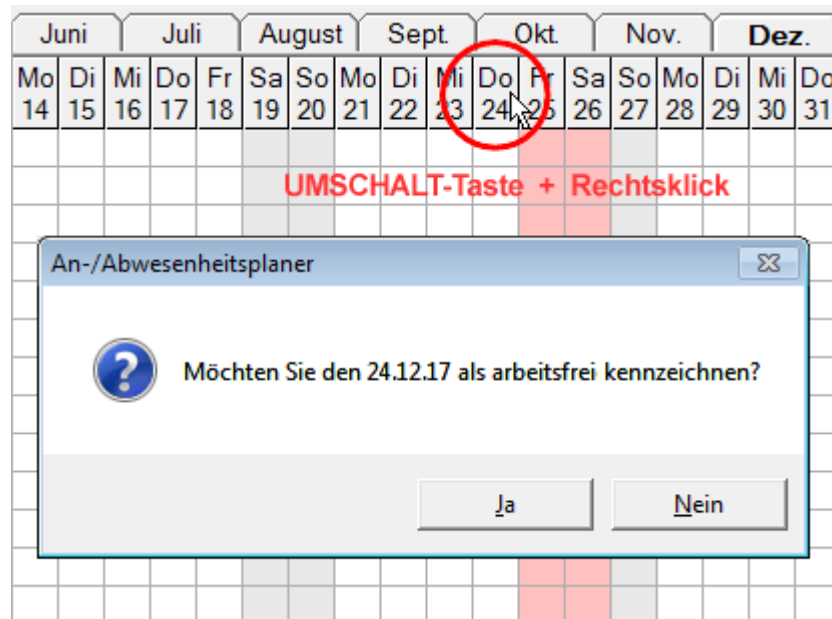 Juni Juli August Sept. Okt. Nov. Dez.
Mo Di Mi Do Fr Sa So Mo Di Mi Do Fr Sa So Mo Di Mi Do
14 15 16 17 18 19 20 21 22 23 24 25 26 27 28 29 30 31
UMSCHALT-Taste + Rechtsklick
An-/Abwesenheitsplaner
Möchten Sie den 24.12.17 als arbeitsfrei kennzeichnen?
Ja Nein